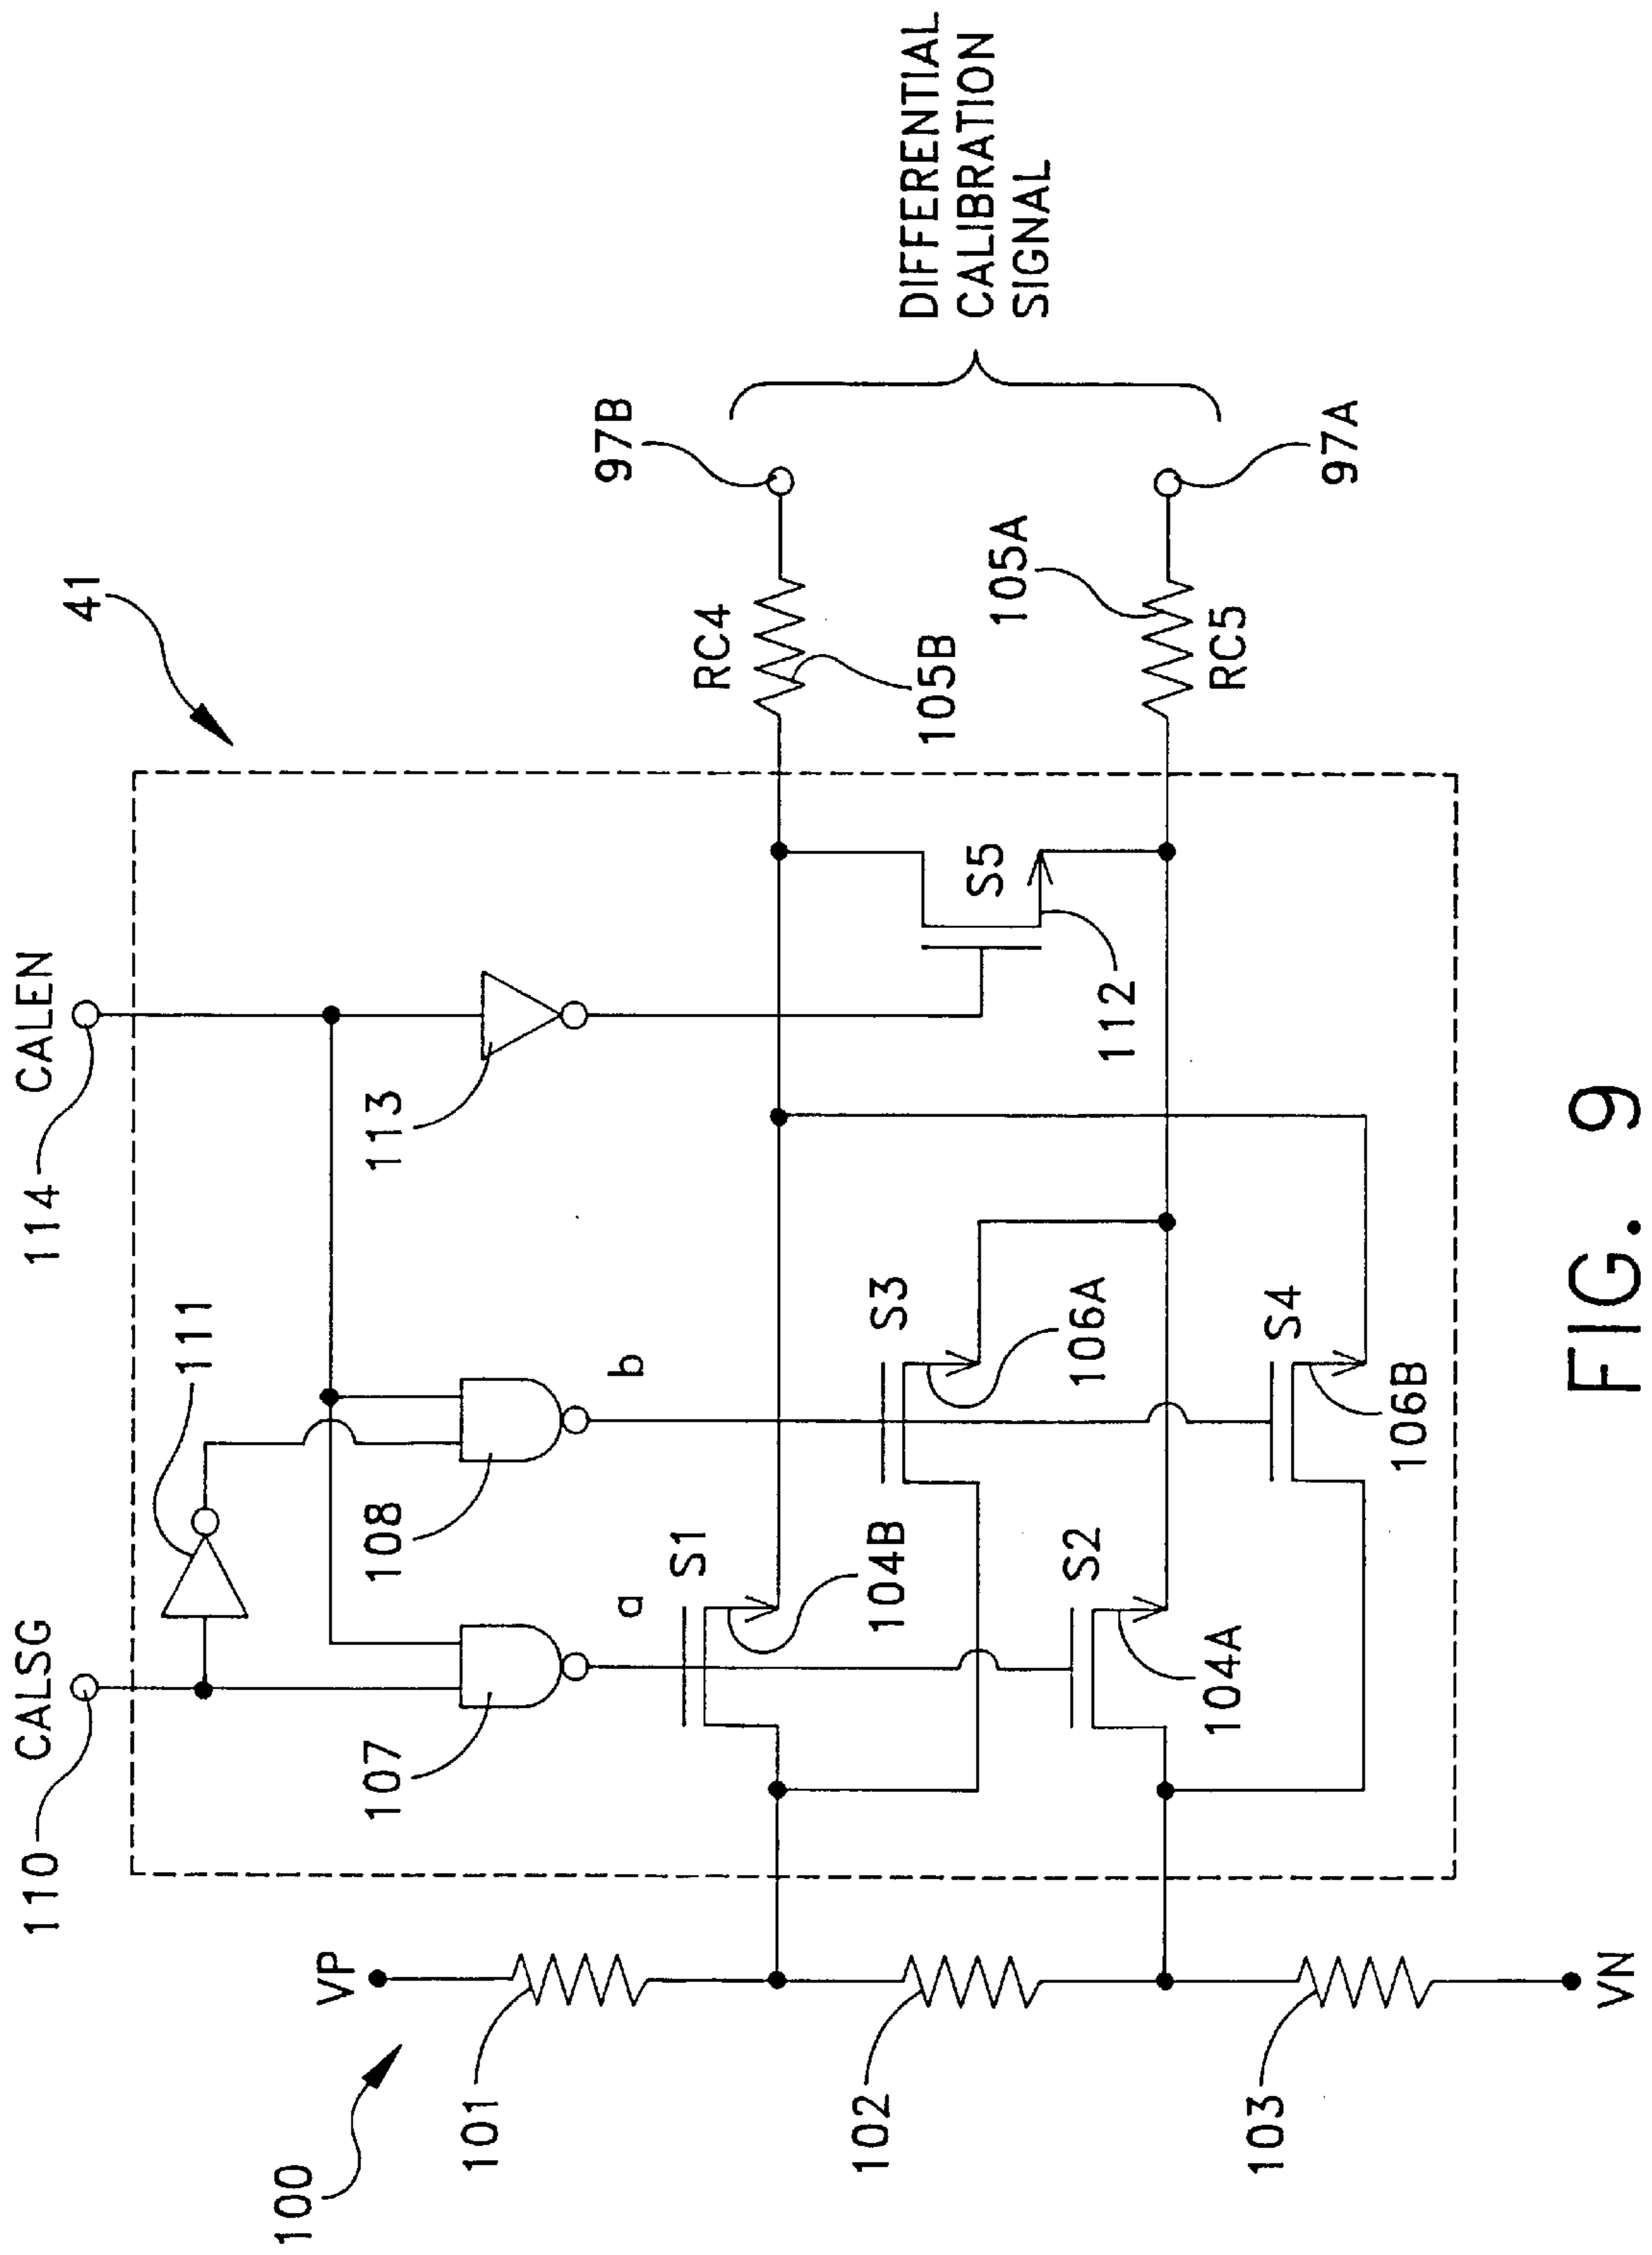 110
CALSG
114
CALEN
41
111
107
108
113
a
b
100
VP
101
S1
104B
S3
106A
S5
112
RC4
105B
97B
DIFFERENTIAL
CALIBRATION
SIGNAL
102
S2
104A
S4
106B
105A
RC5
97A
103
VN
FIG. 9